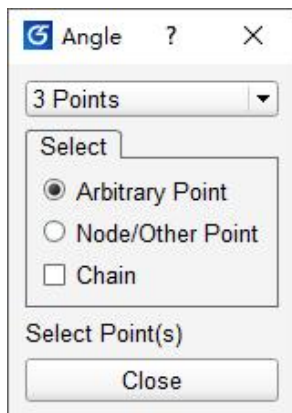 Angle ?
3 Points
Select
Arbitrary Point
Node/Other Point
Chain
Select Point(s)
Close